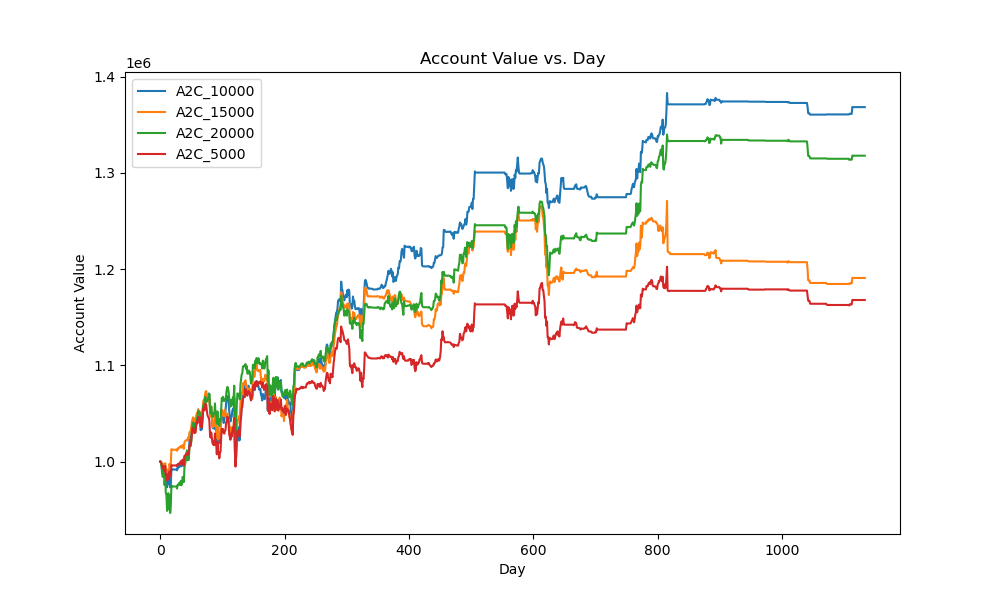 Account Value vs. Day
1e6
A2C_10000
A2C_15000
A2C_20000
A2C_5000
1.4
1.3
1.2
1.1
1.0
Account Value
0 200 400 600 800 1000
Day